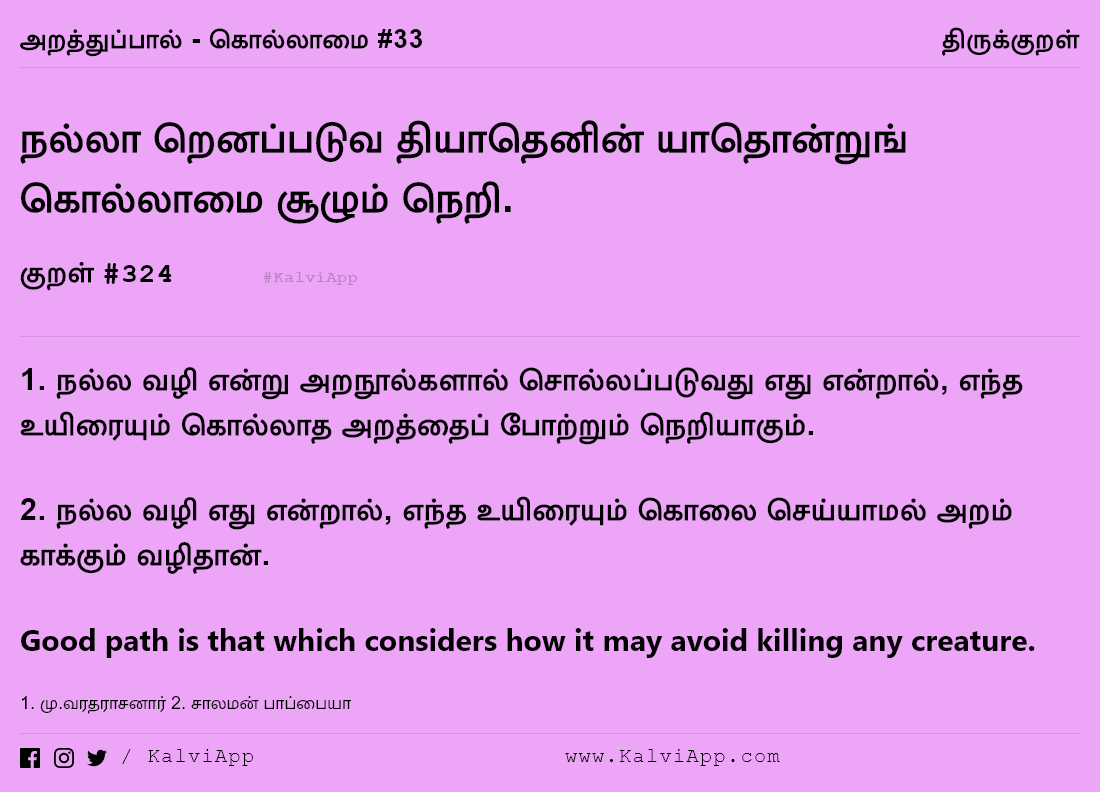 அறத்துப்பால் - கொல்லாமை #33
திருக்குறள்
நல்லா றெனப்படுவ தியாதெனின் யாதொன்றுங்
கொல்லாமை சூழும் நெறி.
குறள் #324
#KalviApp
1. நல்ல வழி என்று அறநூல்களால் சொல்லப்படுவது எது என்றால், எந்த
உயிரையும் கொல்லாத அறத்தைப் போற்றும் நெறியாகும்.
2. நல்ல வழி எது என்றால், எந்த உயிரையும் கொலை செய்யாமல் அறம்
காக்கும் வழிதான்.
Good path is that which considers how it may avoid killing any creature.
1. மு.வரதராசனார் 2. சாலமன் பாப்பையா
/ KalviApp
www.KalviApp.com